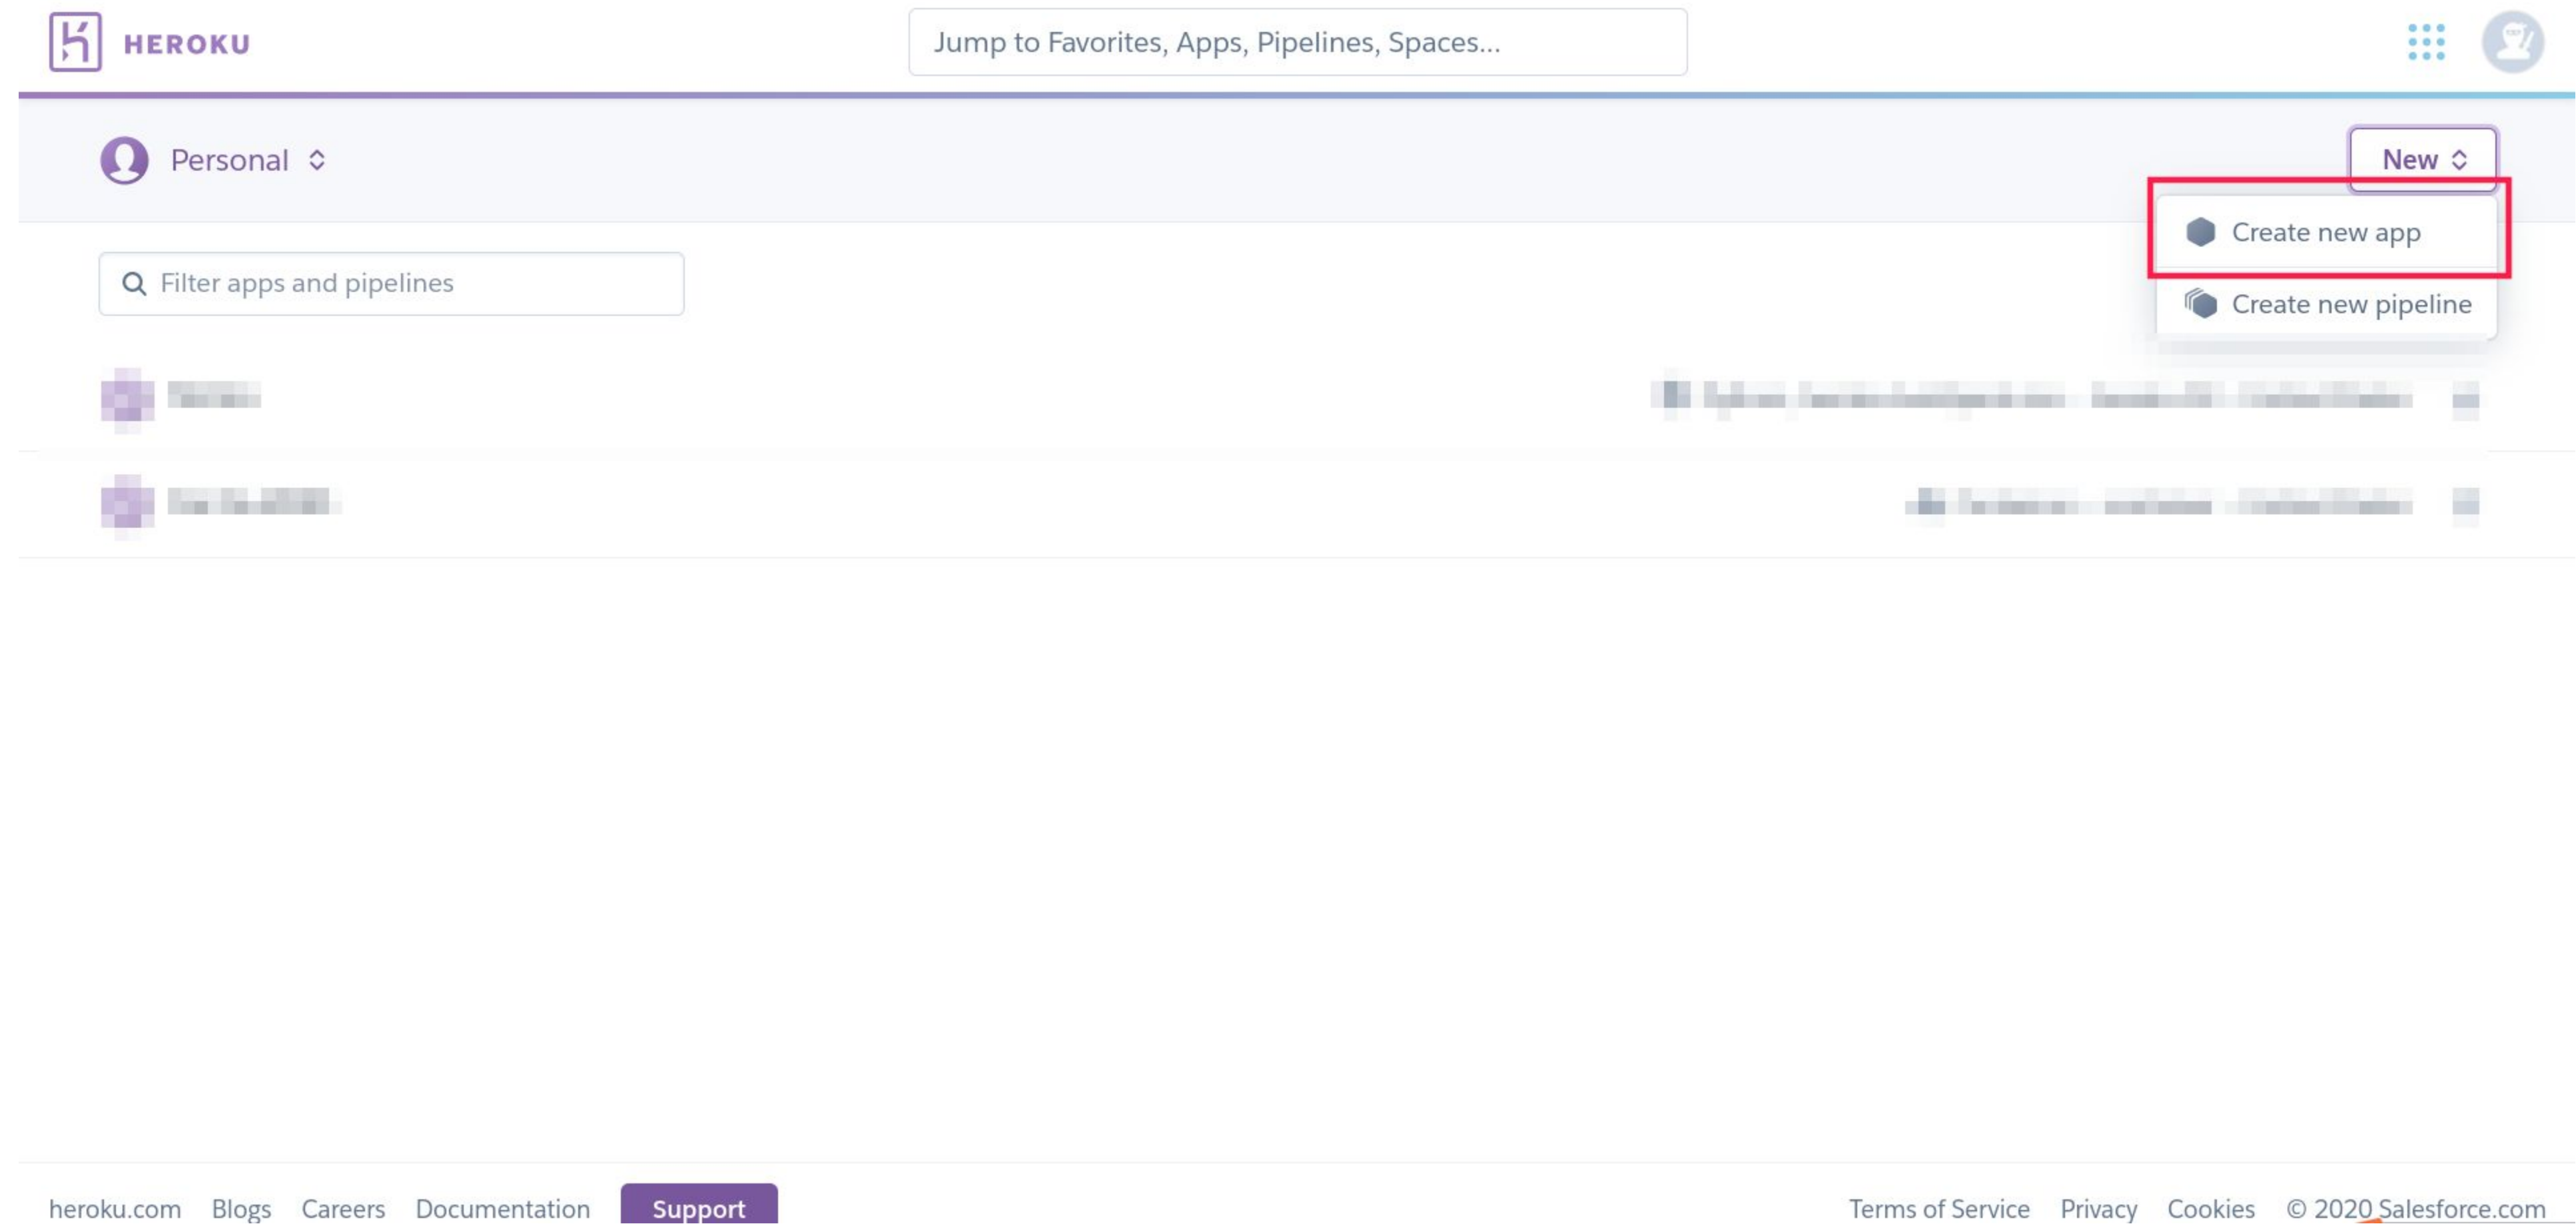 HEROKU
Jump to Favorites, Apps, Pipelines, Spaces...
Personal
New
Create new app
Filter apps and pipelines
Create new pipeline
heroku.com Blogs Careers Documentation Support Terms of Service Privacy Cookies © 2020 Salesforce.com